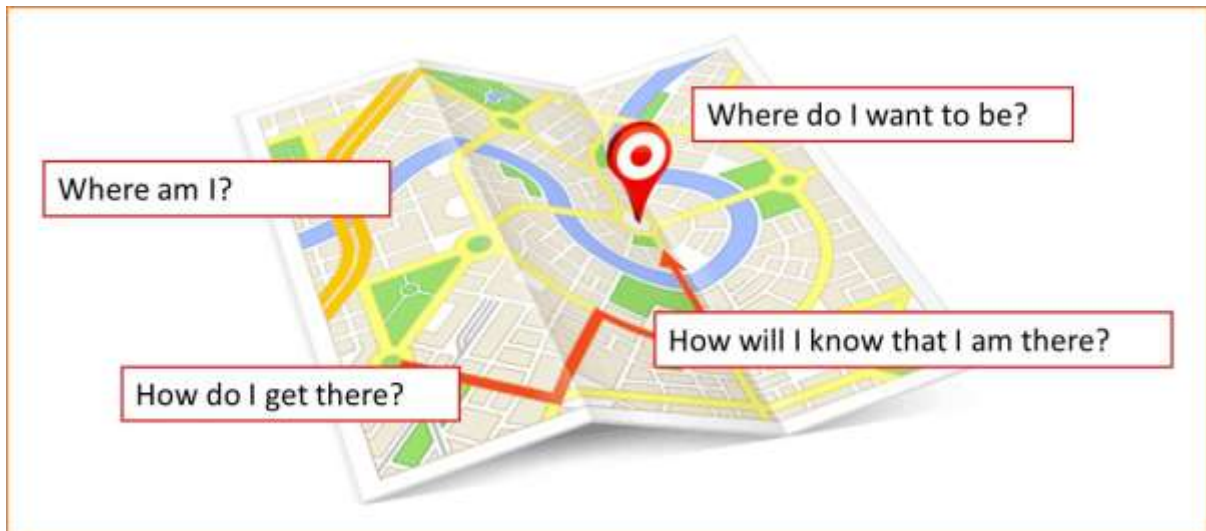 Where do I want to be?
Where am I?
How will I know that I am there?
How do I get there?